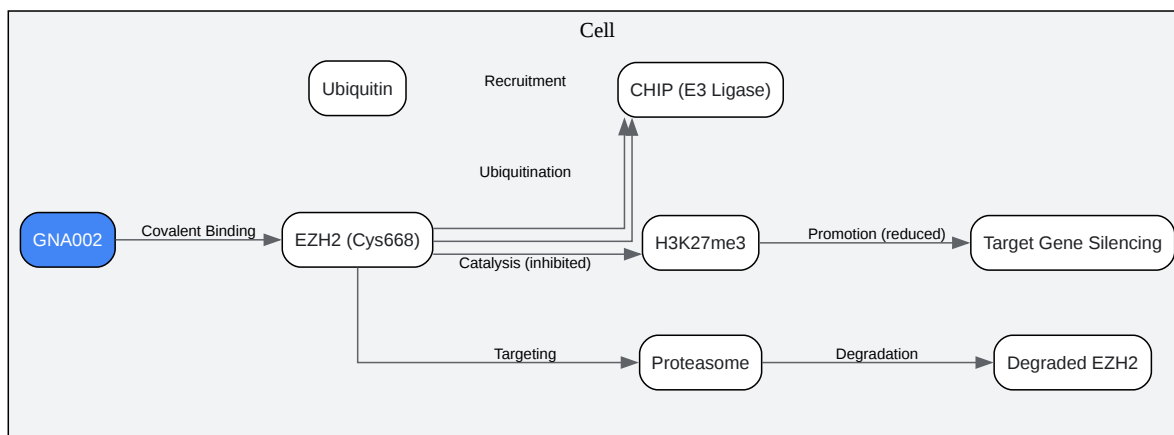 Cell
Ubiquitin
Recruitment
CHIP (E3 Ligase)
Ubiquitination
GNA002
Covalent Binding
EZH2 (Cys668)
Catalysis (inhibited)
H3K27me3
Promotion (reduced)
Target Gene Silencing
Targeting
Proteasome
Degradation
Degraded EZH2